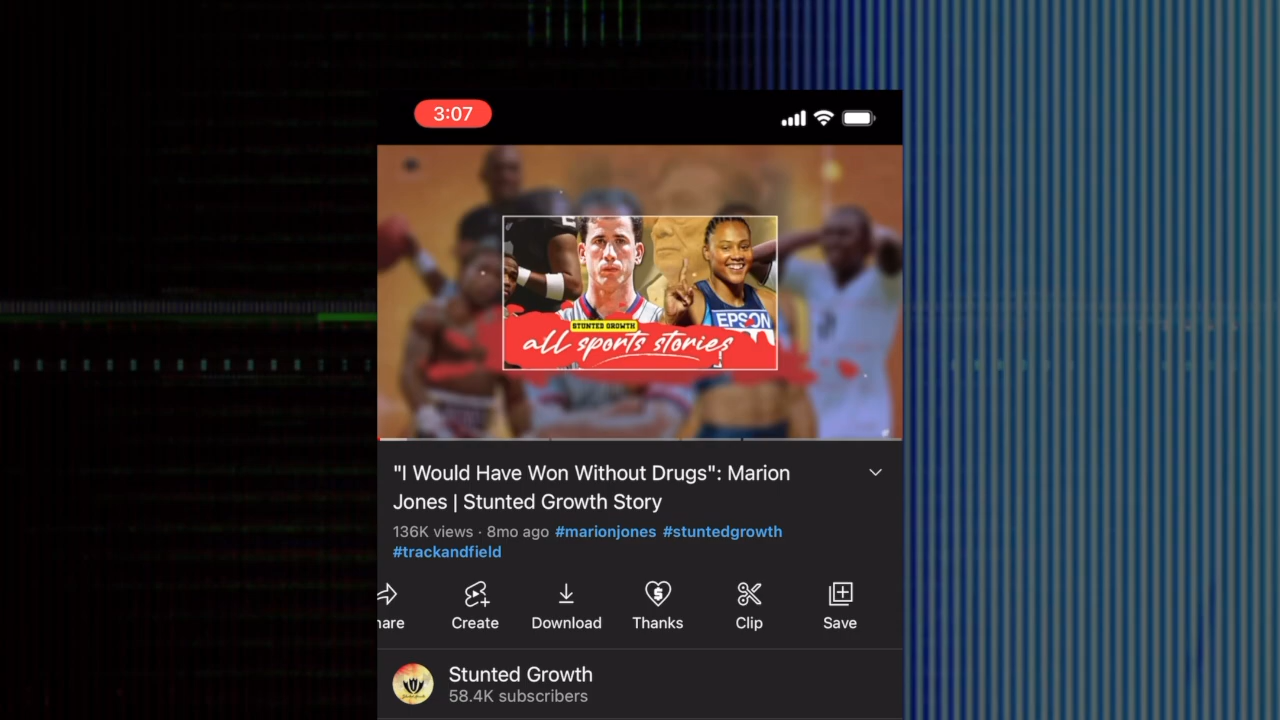 3:07
EPSON
STUNTED GROWTH
all sports stories
"I Would Have Won Without Drugs": Marion
Jones | Stunted Growth Story
136K views · 8mo ago #marionjones #stuntedgrowth
#trackandfield
hare
Create
Download
Thanks
Clip
Save
Stunted Growth
58.4K subscribers